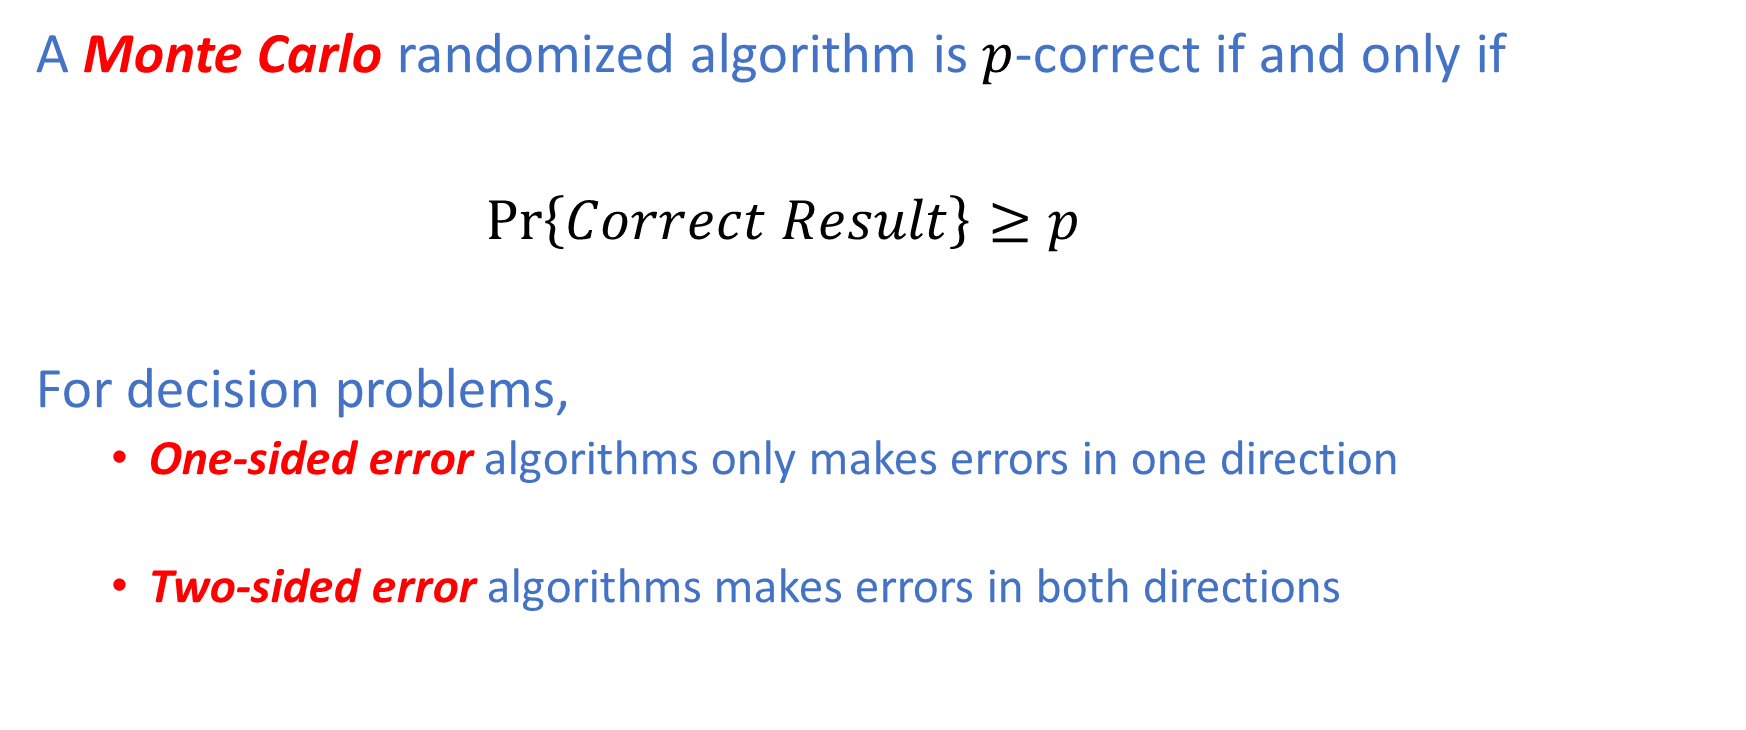 A Monte Carlo randomized algorithm is 𝑝-correct if and only if
Pr{𝐶𝑜𝑟𝑟𝑒𝑐𝑡 𝑅𝑒𝑠𝑢𝑙𝑡} ≥ 𝑝
For decision problems,
• One-sided error algorithms only makes errors in one direction
• Two-sided error algorithms makes errors in both directions